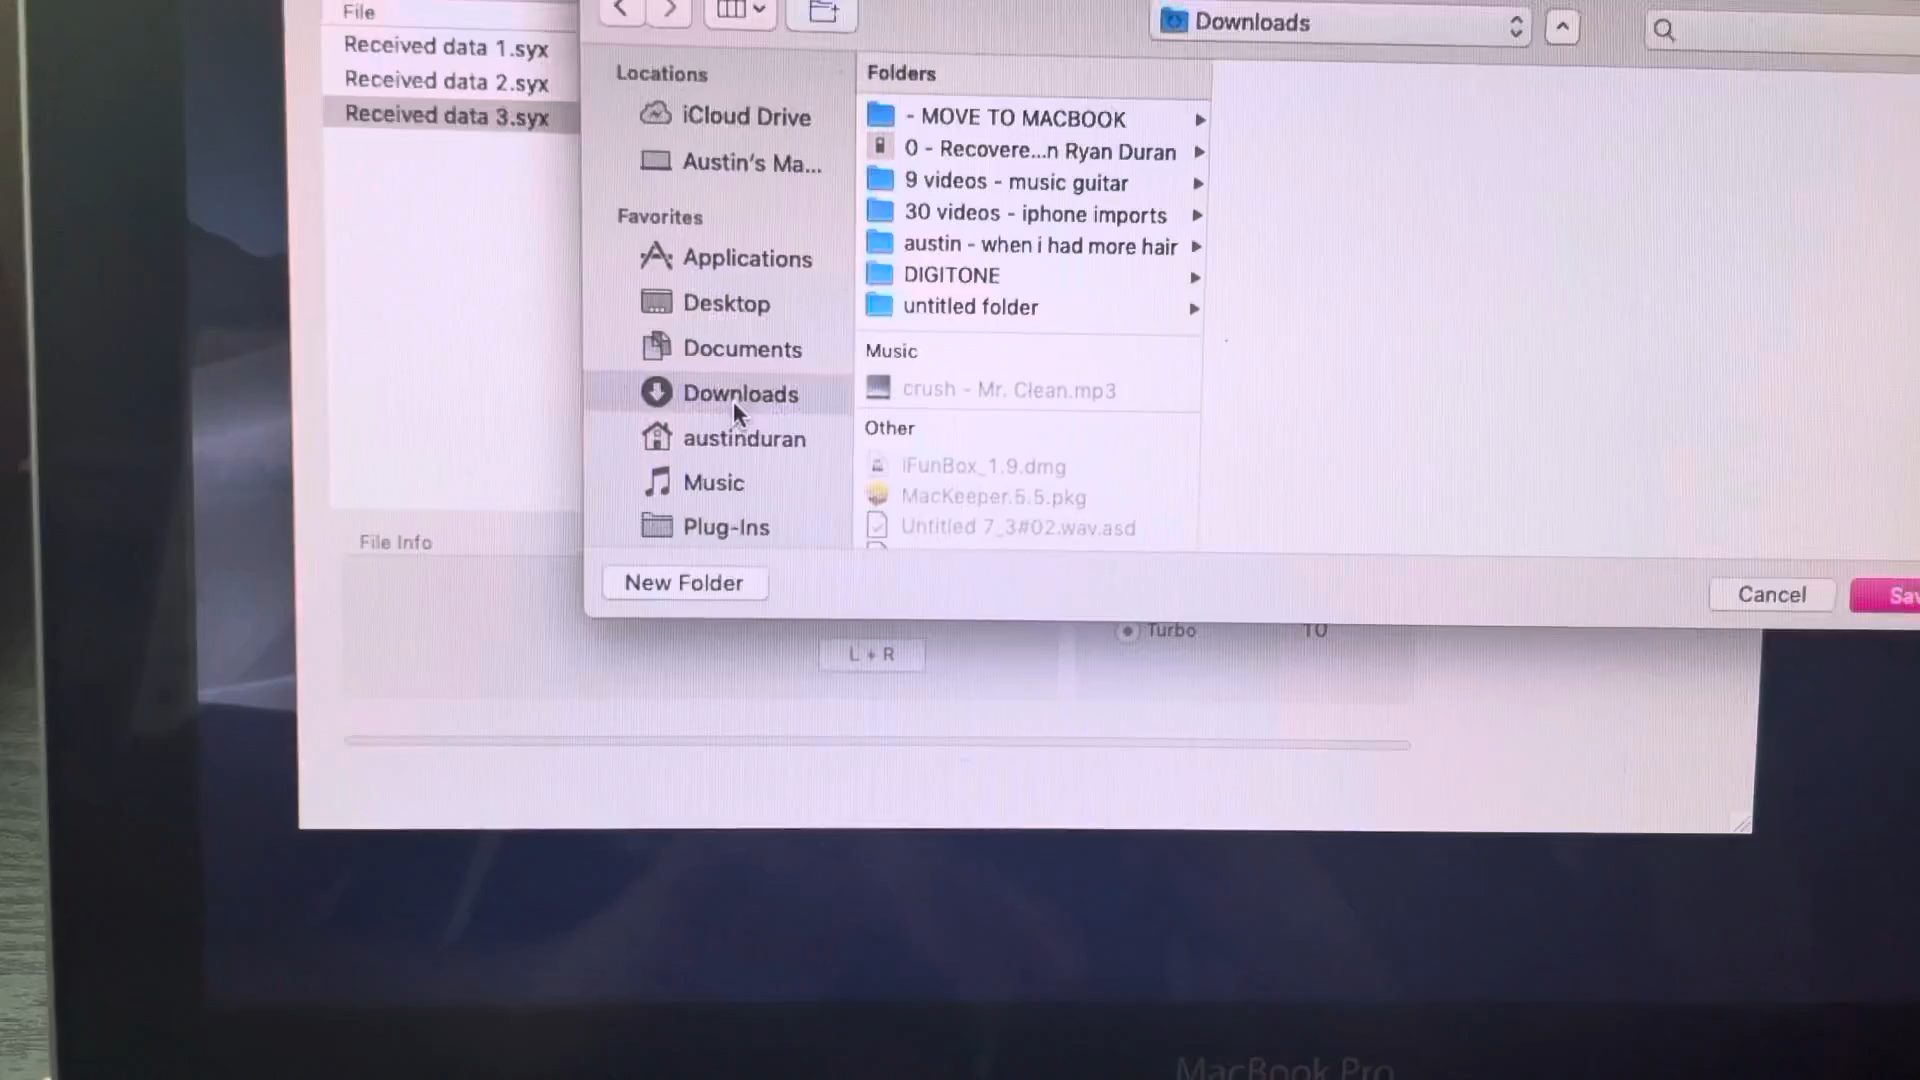 File
Received data 1.syx
Received data 2.syx
Received data 3.syx
Downloads
Locations
iCloud Drive
Austin's Ma...
Favorites
Applications
Desktop
Documents
Downloads
austinduran
Music
Plug-Ins
Folders
- MOVE TO MACBOOK
0 - Recovere...n Ryan Duran
9 videos - music guitar
30 videos - iphone imports
austin - when i had more hair
DIGITONE
untitled folder
Music
crush - Mr. Clean.mp3
Other
iFunBox_1.9.dmg
MacKeeper.5.5.pkg
Untitled 7_3#02.wav.asd
File Info
New Folder
Cancel
Sav
L + R
Turbo
MacBook Pro